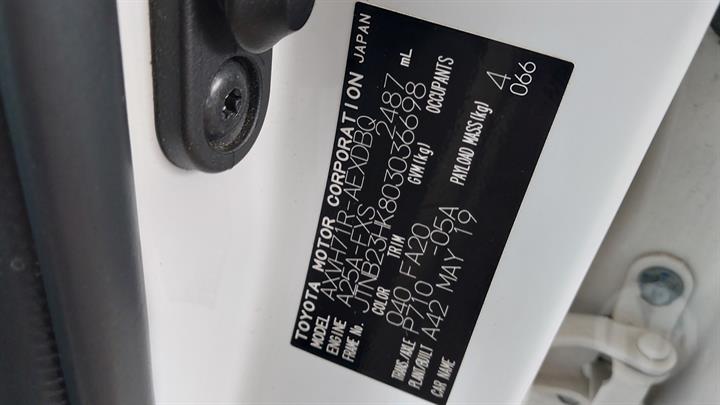 TOYOTA MOTOR CORPORATION JAPAN
MODEL AXVH71R-AEXDBQ
ENGINE A25A-FXS 2487 mL
FRAME No. JTNB23HK803036698
COLOR TRIM GVM(kg) OCCUPANTS
040 FA20 4
TRANS./AXLE P710 -05A PAYLOAD MASS(kg) 066
PLANT/BUILT A42 MAY 19
CAR NAME